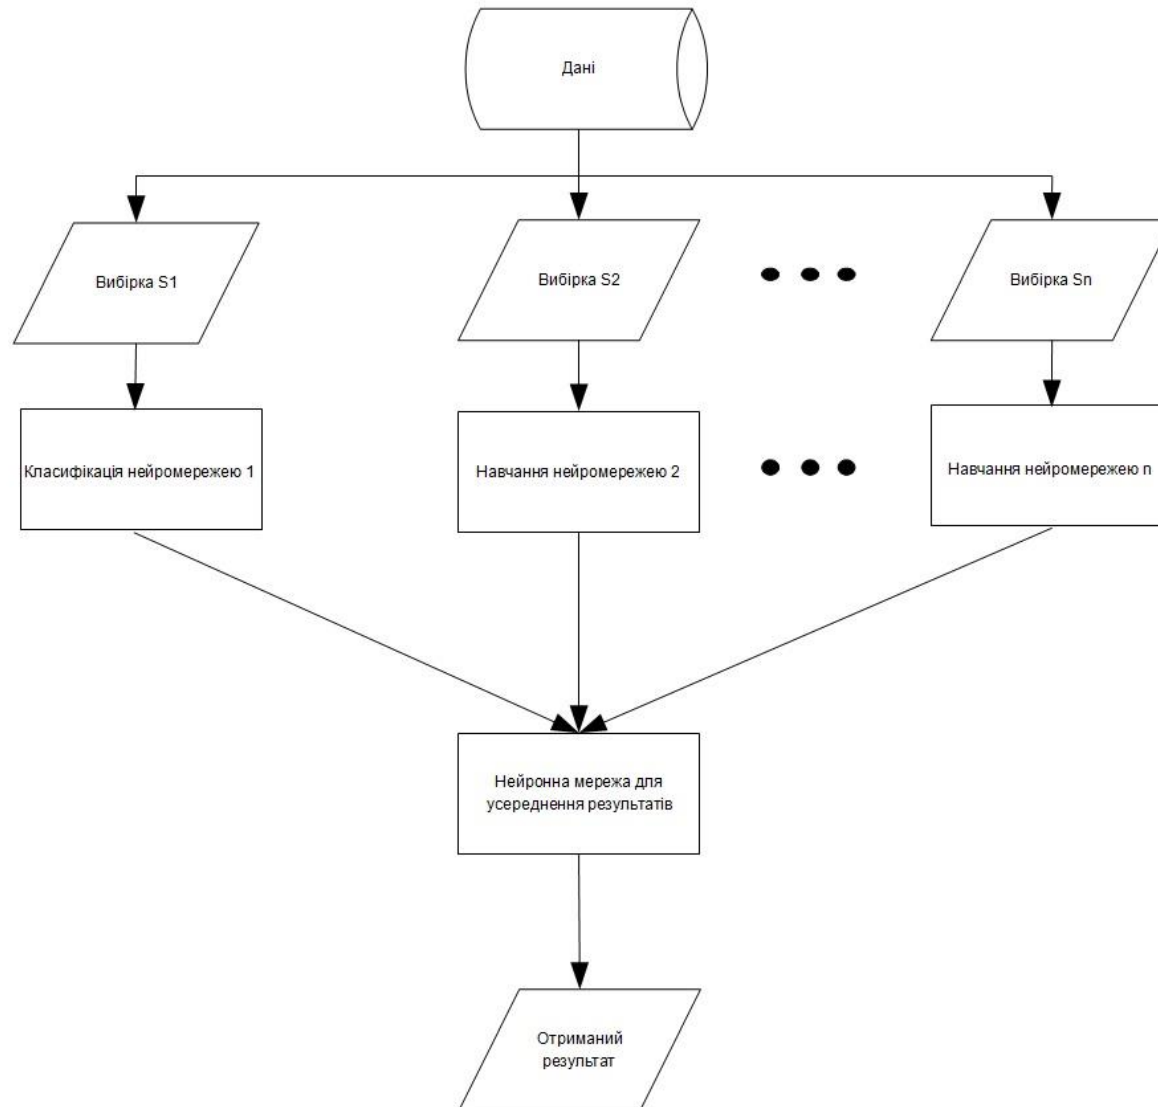 Дані
Вибірка S1
Вибірка S2
Вибірка Sn
Класифікація нейромережею 1
Навчання нейромережею 2
Навчання нейромережею n
Нейронна мережа для
усереднення результатів
Отриманий
результат